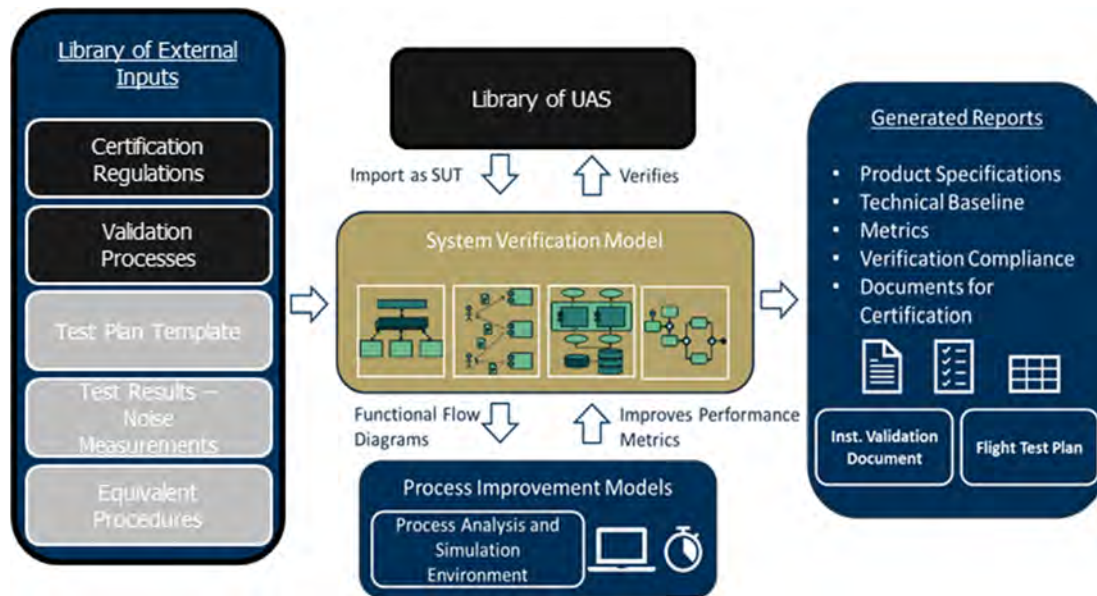 Library of External
Inputs
Certification
Regulations
Validation
Processes
Test Plan Template
Test Results –
Noise
Measurements
Equivalent
Procedures
Library of UAS
Import as SUT
Verifies
System Verification Model
Functional Flow
Diagrams
Improves Performance
Metrics
Process Improvement Models
Process Analysis and
Simulation
Environment
Generated Reports
• Product Specifications
• Technical Baseline
• Metrics
• Verification Compliance
• Documents for
Certification
Inst. Validation
Document
Flight Test Plan